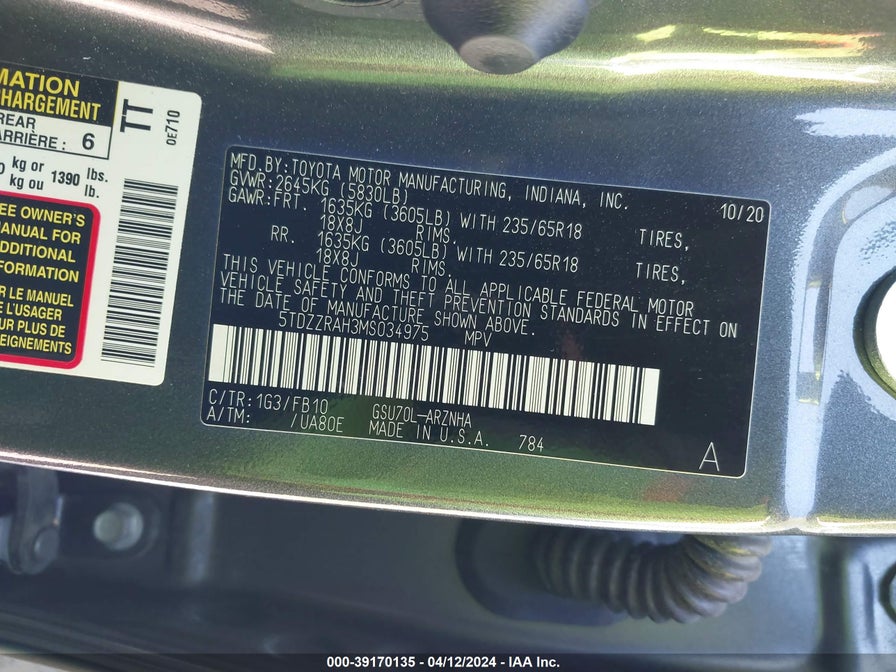 MATION
CHARGEMENT
REAR
ARRIÈRE : 6
kg or 1390 lbs.
kg ou lb.
EE OWNER'S
MANUAL FOR
ADDITIONAL
FORMATION
R LE MANUEL
L'USAGER
UR PLUS DE
SEIGNEMENTS
TT
0E710
MFD.BY:TOYOTA MOTOR MANUFACTURING, INDIANA, INC. 10/20
GVWR:2645KG (5830LB)
GAWR:FRT. 1635KG (3605LB) WITH 235/65R18 TIRES,
18X8J RIMS,
RR. 1635KG (3605LB) WITH 235/65R18 TIRES,
18X8J RIMS.
THIS VEHICLE CONFORMS TO ALL APPLICABLE FEDERAL MOTOR
VEHICLE SAFETY AND THEFT PREVENTION STANDARDS IN EFFECT ON
THE DATE OF MANUFACTURE SHOWN ABOVE.
5TDZZRAH3MS034975 MPV
C/TR:1G3/FB10 GSU70L-ARZNHA
A/TM: /UA80E MADE IN U.S.A. 784
A
000-39170135 - 04/12/2024 - IAA Inc.